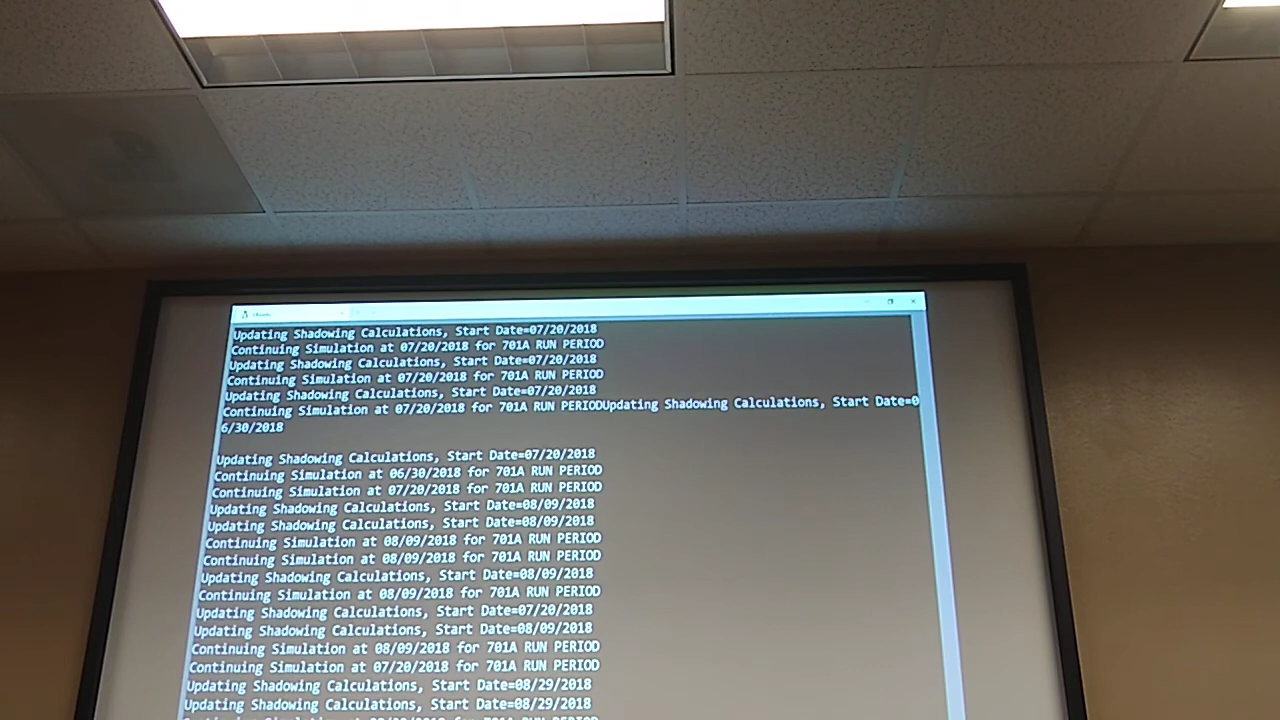 Ubuntu
Updating Shadowing Calculations, Start Date=07/20/2018
Continuing Simulation at 07/20/2018 for 701A RUN PERIOD
Updating Shadowing Calculations, Start Date=07/20/2018
Continuing Simulation at 07/20/2018 for 701A RUN PERIOD
Updating Shadowing Calculations, Start Date=07/20/2018
Continuing Simulation at 07/20/2018 for 701A RUN PERIODUpdating Shadowing Calculations, Start Date=0
6/30/2018
Updating Shadowing Calculations, Start Date=07/20/2018
Continuing Simulation at 06/30/2018 for 701A RUN PERIOD
Continuing Simulation at 07/20/2018 for 701A RUN PERIOD
Updating Shadowing Calculations, Start Date=08/09/2018
Updating Shadowing Calculations, Start Date=08/09/2018
Continuing Simulation at 08/09/2018 for 701A RUN PERIOD
Continuing Simulation at 08/09/2018 for 701A RUN PERIOD
Updating Shadowing Calculations, Start Date=08/09/2018
Continuing Simulation at 08/09/2018 for 701A RUN PERIOD
Updating Shadowing Calculations, Start Date=07/20/2018
Updating Shadowing Calculations, Start Date=08/09/2018
Continuing Simulation at 08/09/2018 for 701A RUN PERIOD
Continuing Simulation at 07/20/2018 for 701A RUN PERIOD
Updating Shadowing Calculations, Start Date=08/29/2018
Updating Shadowing Calculations, Start Date=08/29/2018